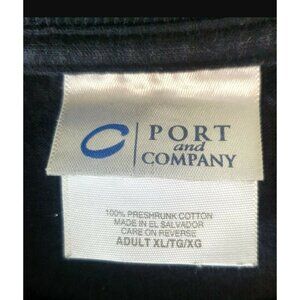 PORT
and
COMPANY
100% PRESHRUNK COTTON
MADE IN EL SALVADOR
CARE ON REVERSE
ADULT XL/TG/XG